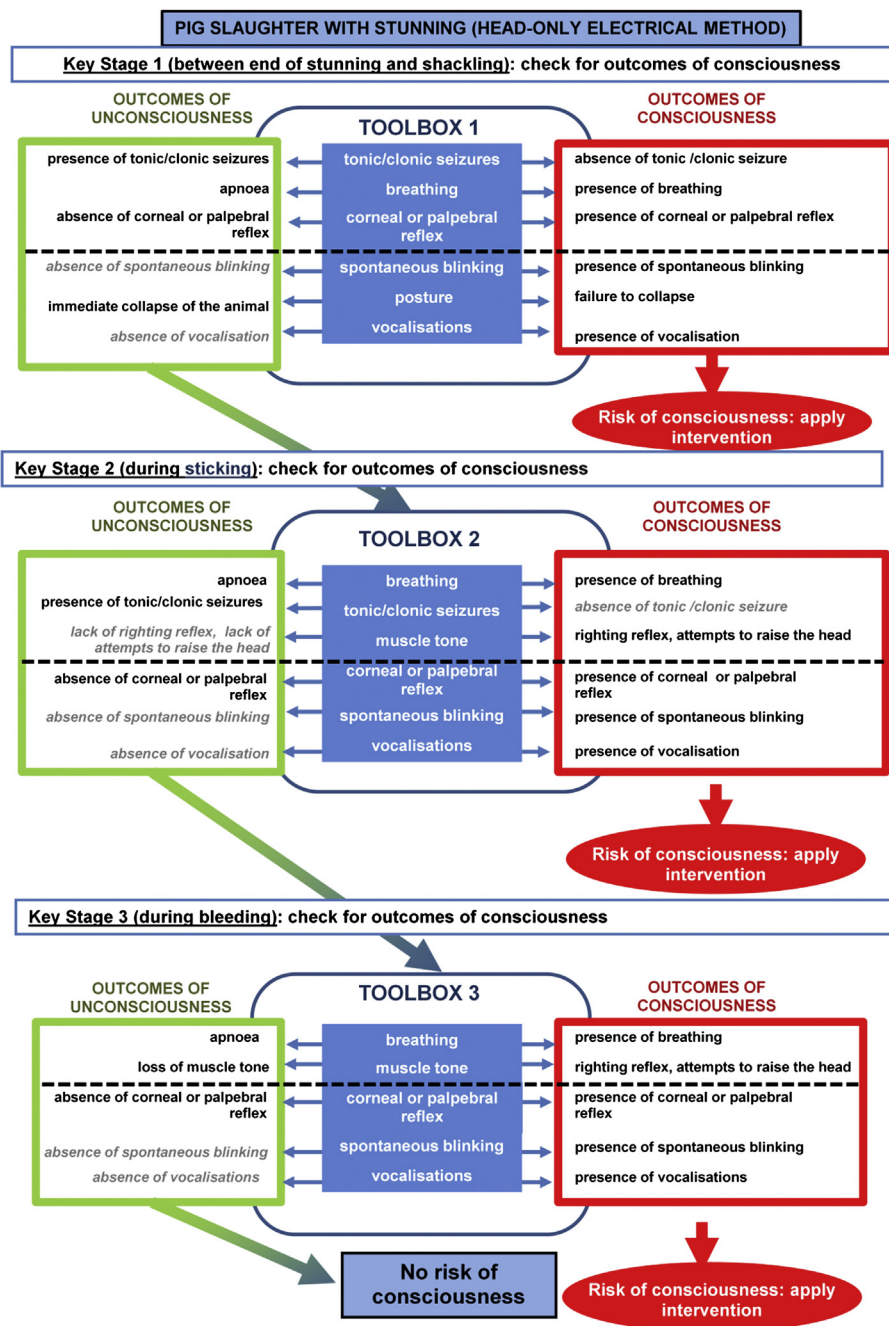 PIG SLAUGHTER WITH STUNNING (HEAD-ONLY ELECTRICAL METHOD)
Key Stage 1 (between end of stunning and shackling): check for outcomes of consciousness
OUTCOMES OF
UNCONSCIOUSNESS
TOOLBOX 1
OUTCOMES OF
CONSCIOUSNESS
presence of tonic/clonic seizures
tonic/clonic seizures
absence of tonic /clonic seizure
apnoea
breathing
presence of breathing
absence of corneal or palpebral
reflex
corneal or palpebral
reflex
presence of corneal or palpebral reflex
absence of spontaneous blinking
spontaneous blinking
presence of spontaneous blinking
immediate collapse of the animal
posture
failure to collapse
absence of vocalisation
vocalisations
presence of vocalisation
Risk of consciousness: apply
intervention
Key Stage 2 (during sticking): check for outcomes of consciousness
OUTCOMES OF
UNCONSCIOUSNESS
TOOLBOX 2
OUTCOMES OF
CONSCIOUSNESS
apnoea
breathing
presence of breathing
presence of tonic/clonic seizures
tonic/clonic seizures
absence of tonic /clonic seizure
lack of righting reflex, lack of
attempts to raise the head
muscle tone
righting reflex, attempts to raise the head
absence of corneal or palpebral
reflex
corneal or palpebral
reflex
presence of corneal or palpebral
reflex
absence of spontaneous blinking
spontaneous blinking
presence of spontaneous blinking
absence of vocalisation
vocalisations
presence of vocalisation
Risk of consciousness: apply
intervention
Key Stage 3 (during bleeding): check for outcomes of consciousness
OUTCOMES OF
UNCONSCIOUSNESS
TOOLBOX 3
OUTCOMES OF
CONSCIOUSNESS
apnoea
breathing
presence of breathing
loss of muscle tone
muscle tone
righting reflex, attempts to raise the head
absence of corneal or palpebral
reflex
corneal or palpebral
reflex
presence of corneal or palpebral
reflex
absence of spontaneous blinking
spontaneous blinking
presence of spontaneous blinking
absence of vocalisations
vocalisations
presence of vocalisations
No risk of
consciousness
Risk of consciousness: apply
intervention